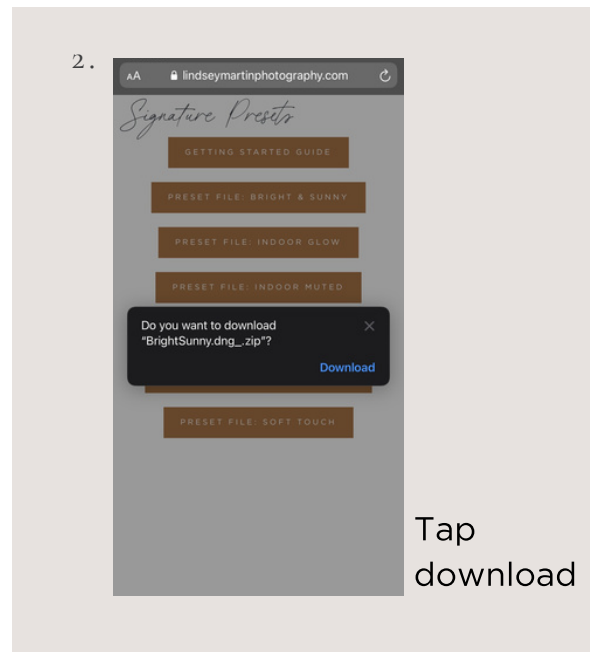 2.
AA lindseymartinphotography.com
Signature Presets
GETTING STARTED GUIDE
PRESET FILE: BRIGHT & SUNNY
PRESET FILE: INDOOR GLOW
PRESET FILE: INDOOR MUTED
Do you want to download
“BrightSunny.dng_.zip”?
Download
PRESET FILE: SOFT TOUCH
Tap
download